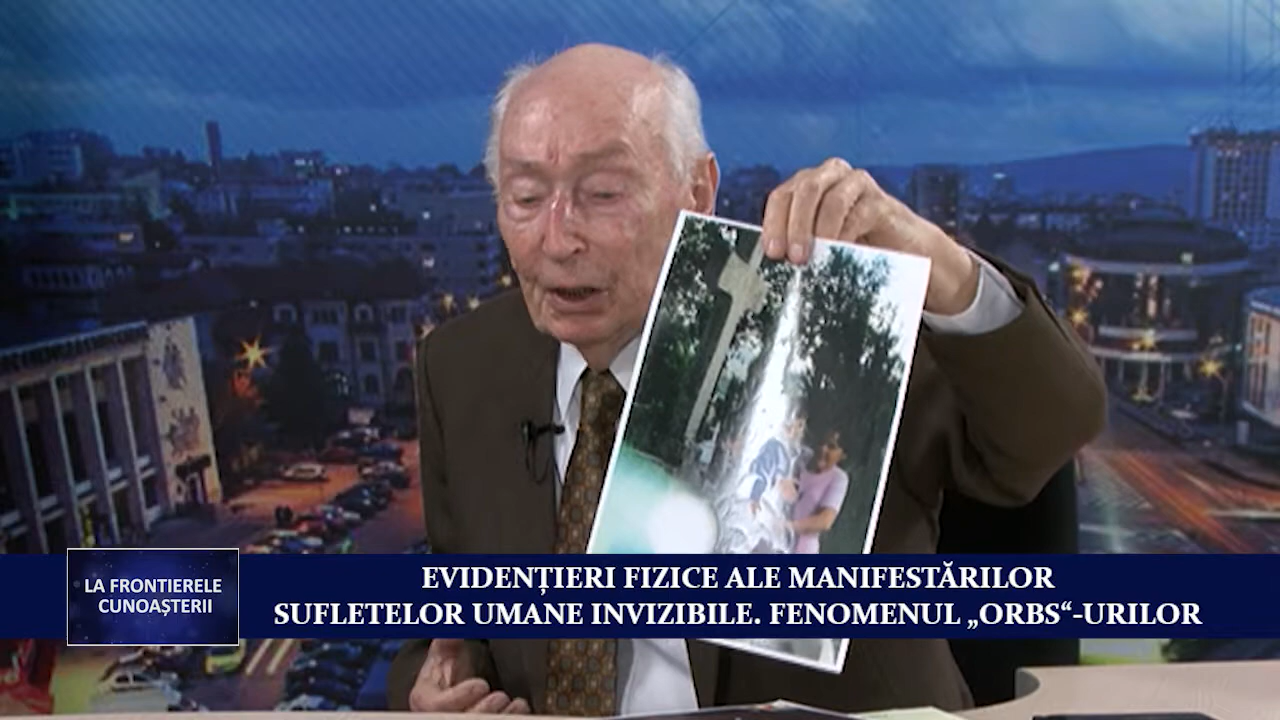 LA FRONTIERELE
CUNOAȘTERII
EVIDENȚIERI FIZICE ALE MANIFESTĂRILOR
SUFLETELOR UMANE INVIZIBILE. FENOMENUL „ORBS“-URILOR